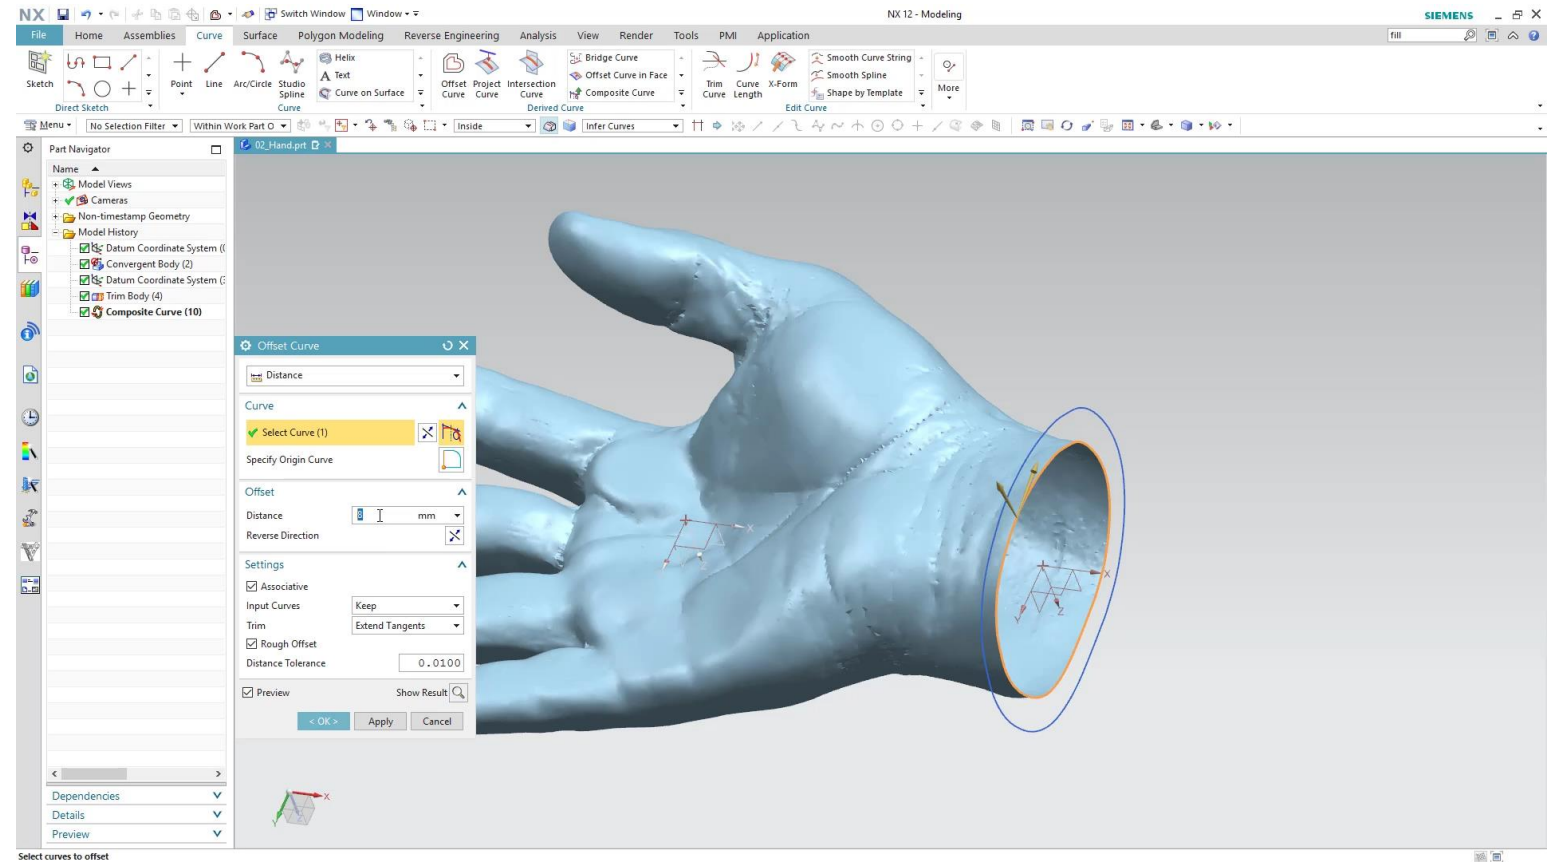 NX Switch Window Window NX 12 - Modeling SIEMENS
File Home Assemblies Curve Surface Polygon Modeling Reverse Engineering Analysis View Render Tools PMI Application fill
Helix Bridge Curve Smooth Curve String
A Text Offset Curve in Face Smooth Spline
Sketch Point Line Arc/Circle Studio Spline Curve on Surface Offset Curve Project Curve Intersection Curve Composite Curve Trim Curve Curve Length X-Form Shape by Template More
Direct Sketch Curve Derived Curve Edit Curve
Menu No Selection Filter Within Work Part O Inside Infer Curves
Part Navigator 02_Hand.prt
Name
Model Views
Cameras
Non-timestamp Geometry
Model History
Datum Coordinate System ((
Convergent Body (2)
Datum Coordinate System (3
Trim Body (4)
Composite Curve (10)
Offset Curve
Distance
Curve
Select Curve (1)
Specify Origin Curve
Offset
Distance 8 mm
Reverse Direction
Settings
Associative
Input Curves Keep
Trim Extend Tangents
Rough Offset
Distance Tolerance 0.0100
Preview Show Result
< OK > Apply Cancel
X
X
Y
Z
X
Y
Dependencies
Details
Preview
Select curves to offset